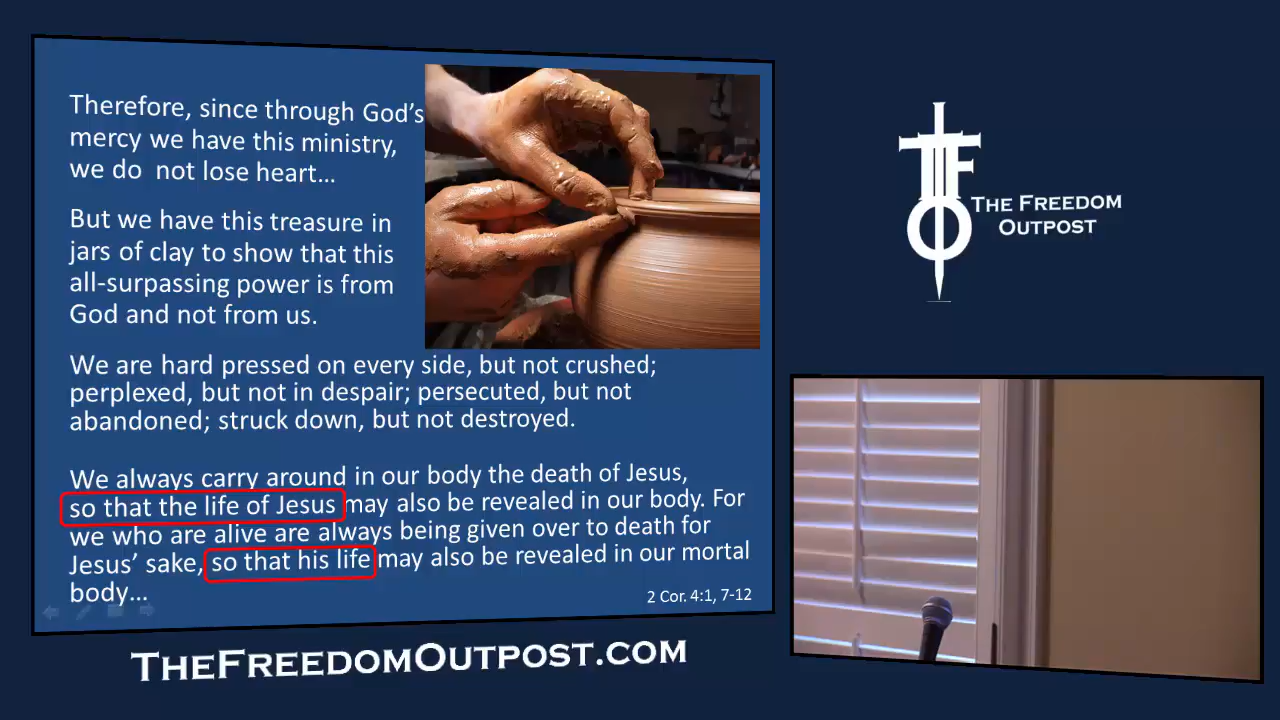 Therefore, since through God's
mercy we have this ministry,
we do not lose heart...
But we have this treasure in
jars of clay to show that this
all-surpassing power is from
God and not from us.
We are hard pressed on every side, but not crushed;
perplexed, but not in despair; persecuted, but not
abandoned; struck down, but not destroyed.
We always carry around in our body the death of Jesus,
so that the life of Jesus may also be revealed in our body. For
we who are alive are always being given over to death for
Jesus' sake, so that his life may also be revealed in our mortal
body...
2 Cor. 4:1, 7-12
TF
THE FREEDOM
OUTPOST
THEFREEDOMOUTPOST.COM